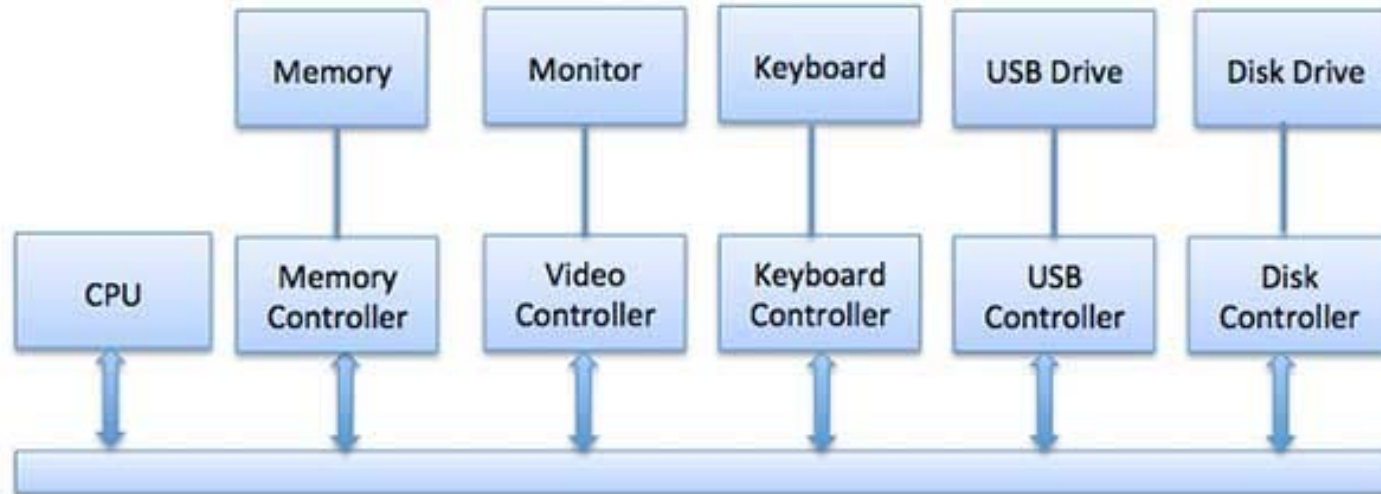 Memory
Monitor
Keyboard
USB Drive
Disk Drive
CPU
Memory
Controller
Video
Controller
Keyboard
Controller
USB
Controller
Disk
Controller